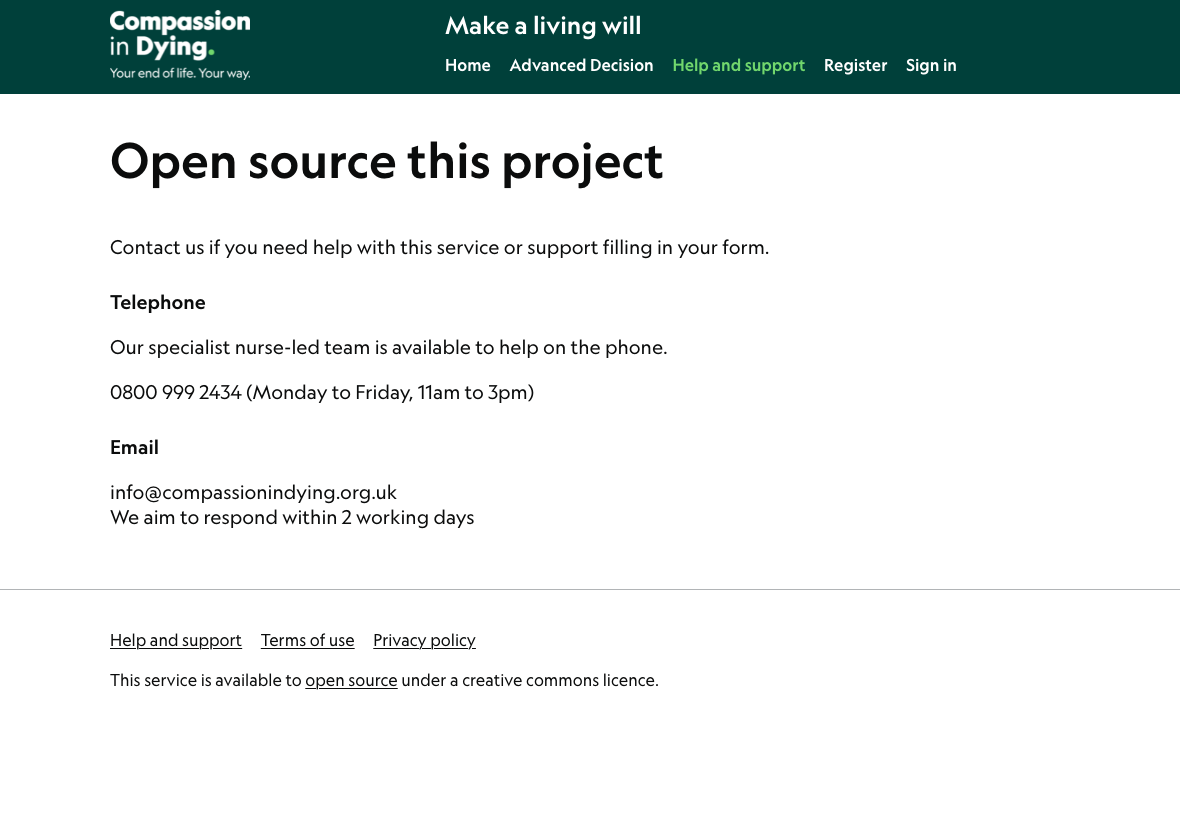 Compassion
in Dying.
Your end of life. Your way.
Make a living will
Home Advanced Decision Help and support Register Sign in
Open source this project
Contact us if you need help with this service or support filling in your form.
Telephone
Our specialist nurse-led team is available to help on the phone.
0800 999 2434 (Monday to Friday, 11am to 3pm)
Email
info@compassionindying.org.uk
We aim to respond within 2 working days
Help and support Terms of use Privacy policy
This service is available to open source under a creative commons licence.